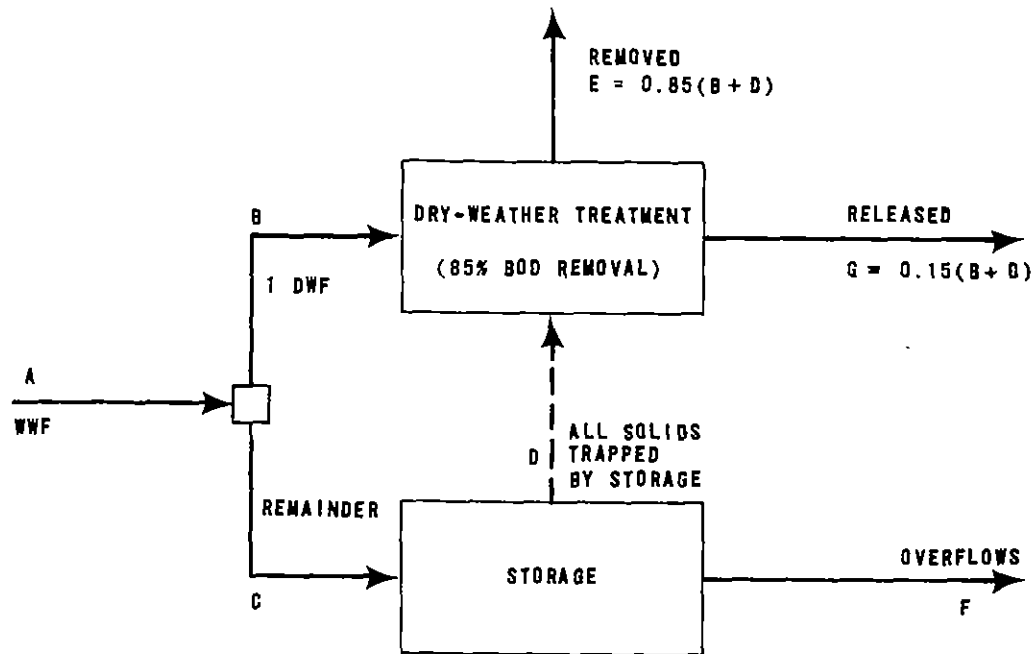 REMOVED
E = 0.85(B+D)
B
DRY-WEATHER TREATMENT
(85% BOD REMOVAL)
RELEASED
G = 0.15(B+D)
1 DWF
A
WWF
ALL SOLIDS
D TRAPPED
BY STORAGE
REMAINDER
STORAGE
OVERFLOWS
C
F